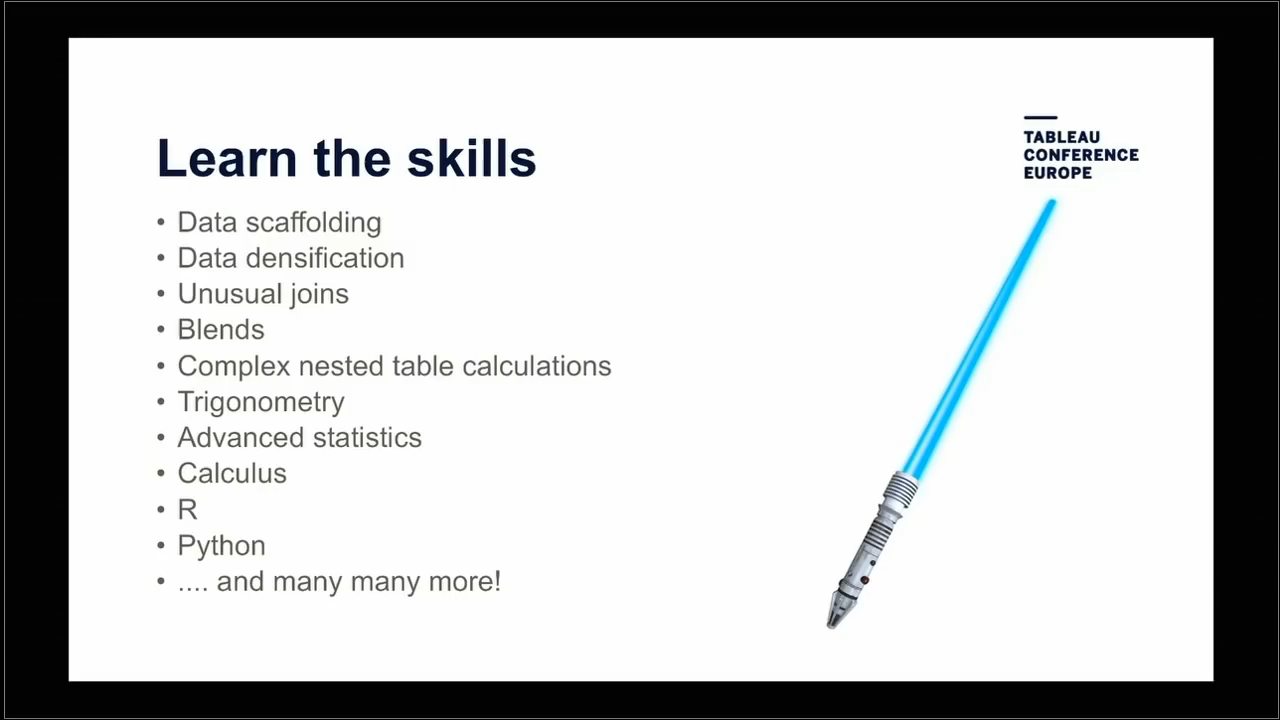 Learn the skills
TABLEAU
CONFERENCE
EUROPE
• Data scaffolding
• Data densification
• Unusual joins
• Blends
• Complex nested table calculations
• Trigonometry
• Advanced statistics
• Calculus
• R
• Python
• .... and many many more!